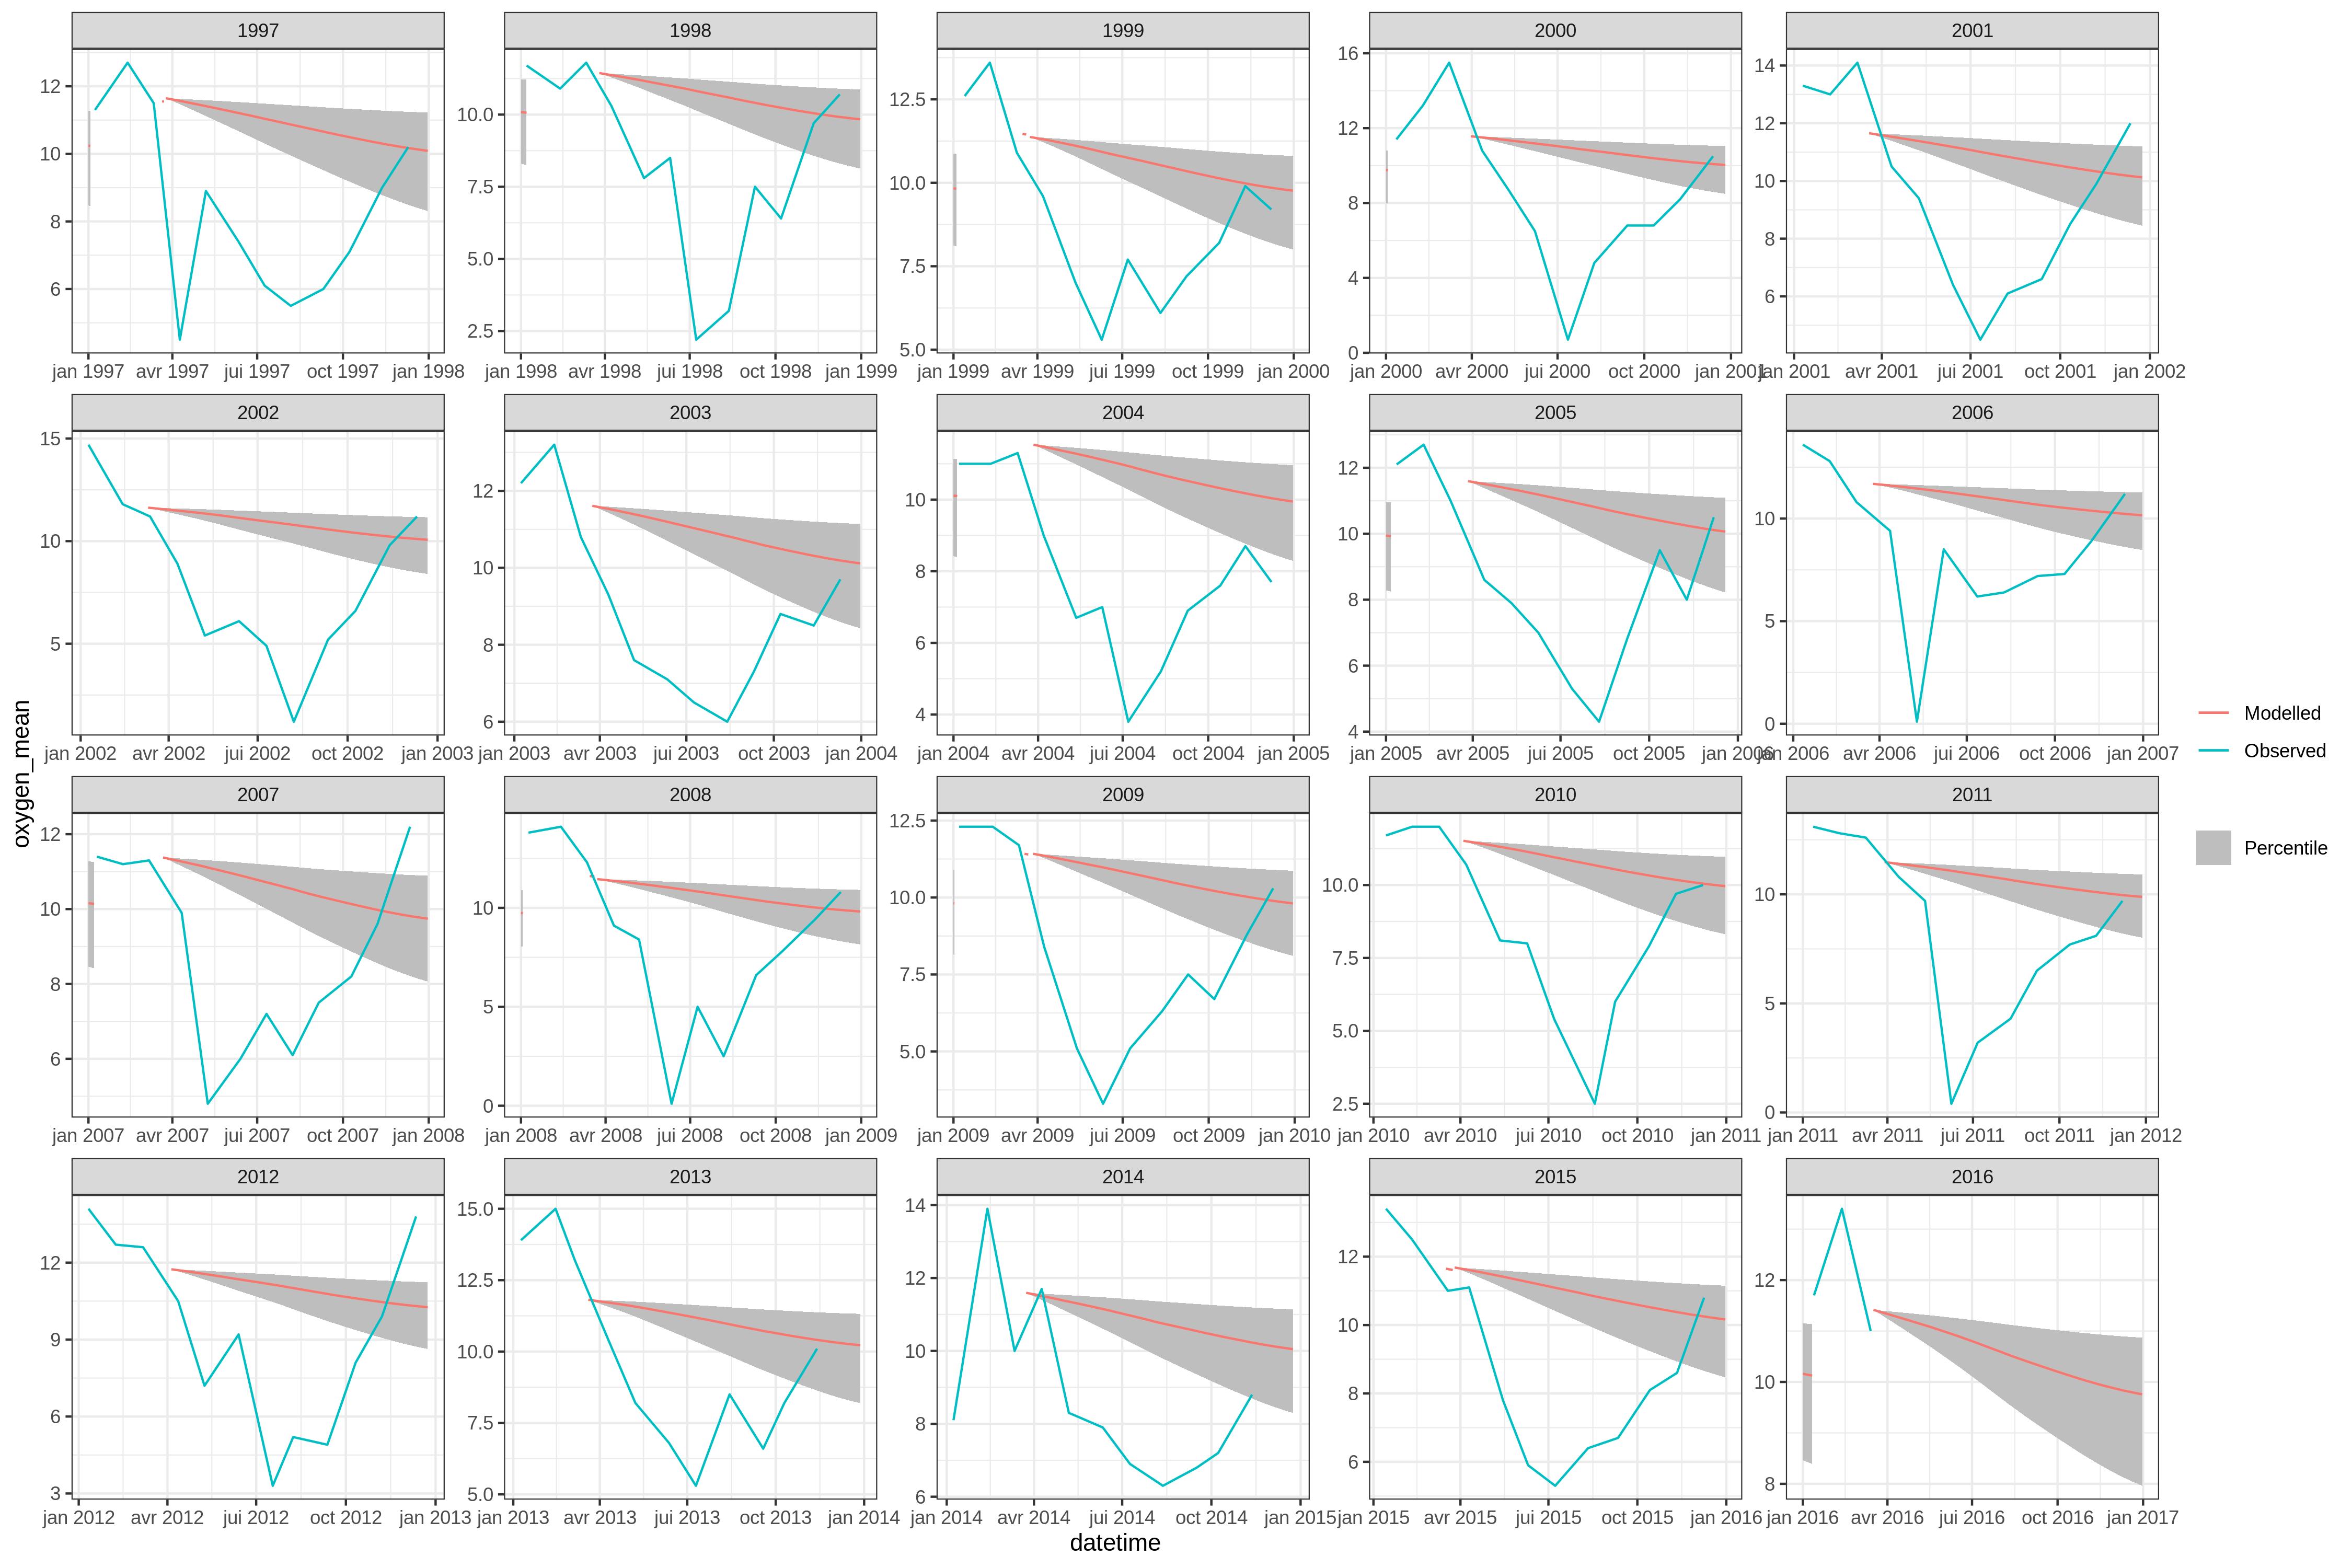 1997 1998 1999 2000 2001
12 10 8 6
10.0 7.5 5.0 2.5
12.5 10.0 7.5 5.0
16 12 8 4 0
14 12 10 8 6
jan 1997 avr 1997 jui 1997 oct 1997 jan 1998
jan 1998 avr 1998 jui 1998 oct 1998 jan 1999
jan 1999 avr 1999 jui 1999 oct 1999 jan 2000
jan 2000 avr 2000 jui 2000 oct 2000 jan 2001
jan 2001 avr 2001 jui 2001 oct 2001 jan 2002
2002 2003 2004 2005 2006
15 10 5
12 10 8 6
10 8 6 4
12 10 8 6 4
10 5 0
jan 2002 avr 2002 jui 2002 oct 2002 jan 2003
jan 2003 avr 2003 jui 2003 oct 2003 jan 2004
jan 2004 avr 2004 jui 2004 oct 2004 jan 2005
jan 2005 avr 2005 jui 2005 oct 2005 jan 2006
jan 2006 avr 2006 jui 2006 oct 2006 jan 2007
2007 2008 2009 2010 2011
12 10 8 6
10 5 0
12.5 10.0 7.5 5.0
10.0 7.5 5.0 2.5
10 5 0
jan 2007 avr 2007 jui 2007 oct 2007 jan 2008
jan 2008 avr 2008 jui 2008 oct 2008 jan 2009
jan 2009 avr 2009 jui 2009 oct 2009 jan 2010
jan 2010 avr 2010 jui 2010 oct 2010 jan 2011
jan 2011 avr 2011 jui 2011 oct 2011 jan 2012
2012 2013 2014 2015 2016
12 9 6 3
15.0 12.5 10.0 7.5 5.0
14 12 10 8 6
12 10 8 6
12 10 8
jan 2012 avr 2012 jui 2012 oct 2012 jan 2013
jan 2013 avr 2013 jui 2013 oct 2013 jan 2014
jan 2014 avr 2014 jui 2014 oct 2014 jan 2015
jan 2015 avr 2015 jui 2015 oct 2015 jan 2016
jan 2016 avr 2016 jui 2016 oct 2016 jan 2017
oxygen_mean
datetime
Modelled
Observed
Percentile